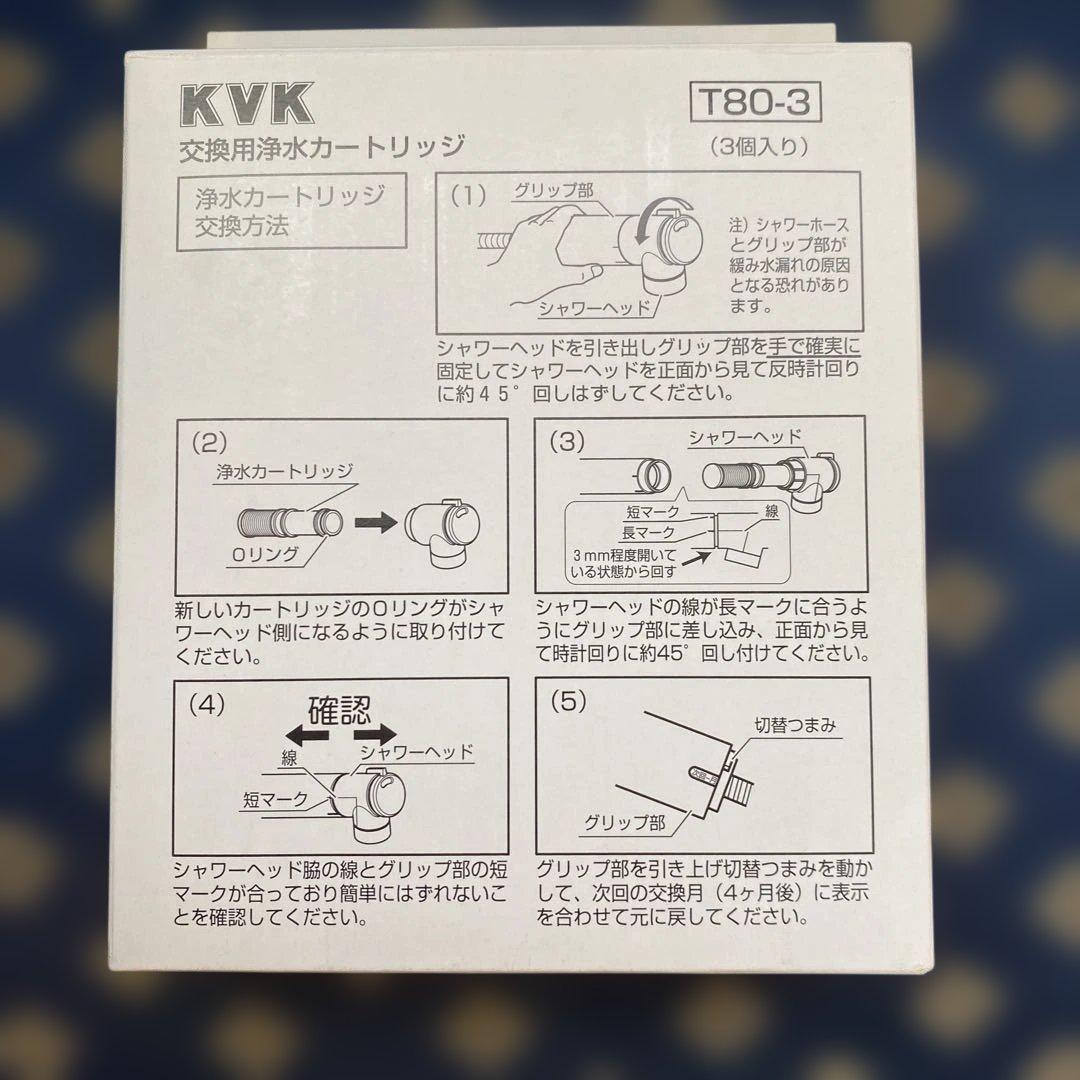 KVK
T80-3
交換用浄水カートリッジ
（3個入り）
浄水カートリッジ
交換方法
(1)
グリップ部
シャワーヘッド
注）シャワーホース
とグリップ部が
緩み水漏れの原因
となる恐れがあり
ます。
シャワーヘッドを引き出しグリップ部を手で確実に
固定してシャワーヘッドを正面から見て反時計回り
に約４５°回しはずしてください。
(2)
浄水カートリッジ
Oリング
新しいカートリッジのOリングがシャ
ワーヘッド側になるように取り付けて
ください。
(3)
シャワーヘッド
短マーク
線
長マーク
3mm程度開いて
いる状態から回す
シャワーヘッドの線が長マークに合うよ
うにグリップ部に差し込み、正面から見
て時計回りに約45°回し付けてください。
(4)
確認
線
シャワーヘッド
短マーク
シャワーヘッド脇の線とグリップ部の短
マークが合っており簡単にはずれないこ
とを確認してください。
(5)
切替つまみ
グリップ部
グリップ部を引き上げ切替つまみを動か
して、次回の交換月（4ヶ月後）に表示
を合わせて元に戻してください。